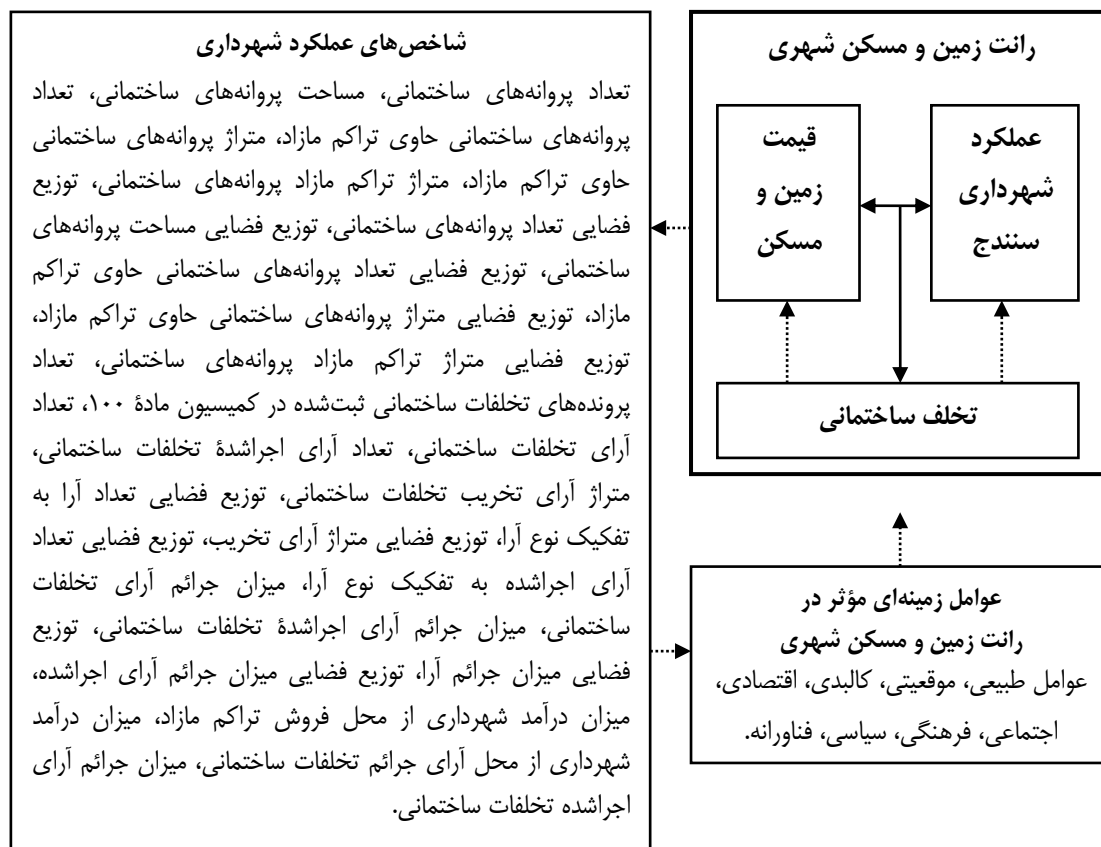 رانت زمین و مسکن شهری
عملکرد
شهرداری
سنندج
قیمت
زمین و
مسکن
تخلف ساختمانی
عوامل زمینه‌ای مؤثر در
رانت زمین و مسکن شهری
عوامل طبیعی، موقعیتی، کالبدی، اقتصادی،
اجتماعی، فرهنگی، سیاسی، فناورانه.
شاخص‌های عملکرد شهرداری
تعداد پروانه‌های ساختمانی، مساحت پروانه‌های ساختمانی، تعداد
پروانه‌های ساختمانی حاوی تراکم مازاد، متراژ پروانه‌های ساختمانی
حاوی تراکم مازاد، متراژ تراکم مازاد پروانه‌های ساختمانی، توزیع
فضایی تعداد پروانه‌های ساختمانی، توزیع فضایی مساحت پروانه‌های
ساختمانی، توزیع فضایی تعداد پروانه‌های ساختمانی حاوی تراکم
مازاد، توزیع فضایی متراژ پروانه‌های ساختمانی حاوی تراکم مازاد،
توزیع فضایی متراژ تراکم مازاد پروانه‌های ساختمانی، تعداد
پرونده‌های تخلفات ساختمانی ثبت‌شده در کمیسیون مادۀ ۱۰۰، تعداد
آرای تخلفات ساختمانی، تعداد آرای اجراشدۀ تخلفات ساختمانی،
متراژ آرای تخریب تخلفات ساختمانی، توزیع فضایی تعداد آرا به
تفکیک نوع آرا، توزیع فضایی متراژ آرای تخریب، توزیع فضایی تعداد
آرای اجراشده به تفکیک نوع آرا، میزان جرائم آرای تخلفات
ساختمانی، میزان جرائم آرای اجراشدۀ تخلفات ساختمانی، توزیع
فضایی میزان جرائم آرا، توزیع فضایی میزان جرائم آرای اجراشده،
میزان درآمد شهرداری از محل فروش تراکم مازاد، میزان درآمد
شهرداری از محل آرای جرائم تخلفات ساختمانی، میزان جرائم آرای
اجراشده تخلفات ساختمانی.